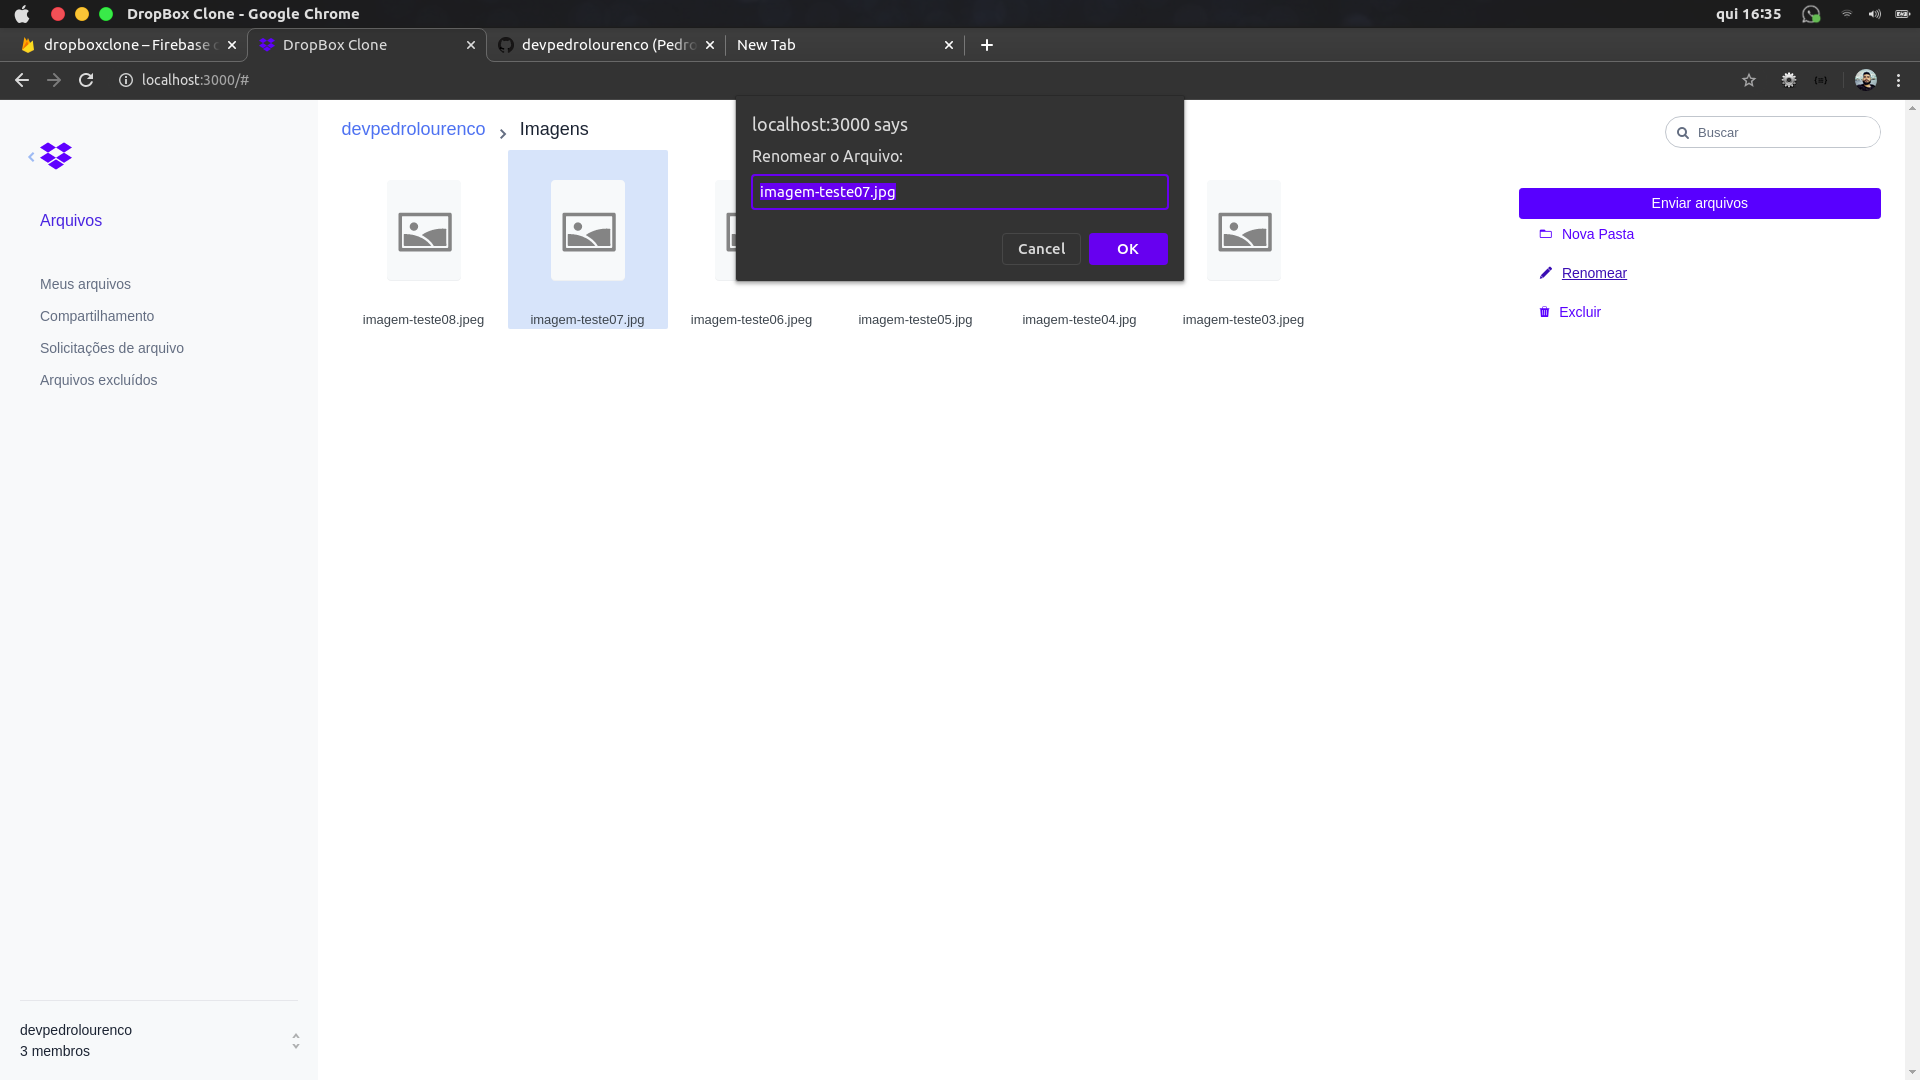 DropBox Clone - Google Chrome
qui 16:35
dropboxclone – Firebase
DropBox Clone
devpedrolourenco (Pedro
New Tab
localhost:3000/#
localhost:3000 says
Renomear o Arquivo:
imagem-teste07.jpg
Cancel
OK
devpedrolourenco
Imagens
Buscar
Arquivos
Meus arquivos
Compartilhamento
Solicitações de arquivo
Arquivos excluídos
imagem-teste08.jpeg
imagem-teste07.jpg
imagem-teste06.jpeg
imagem-teste05.jpg
imagem-teste04.jpg
imagem-teste03.jpeg
Enviar arquivos
Nova Pasta
Renomear
Excluir
devpedrolourenco
3 membros